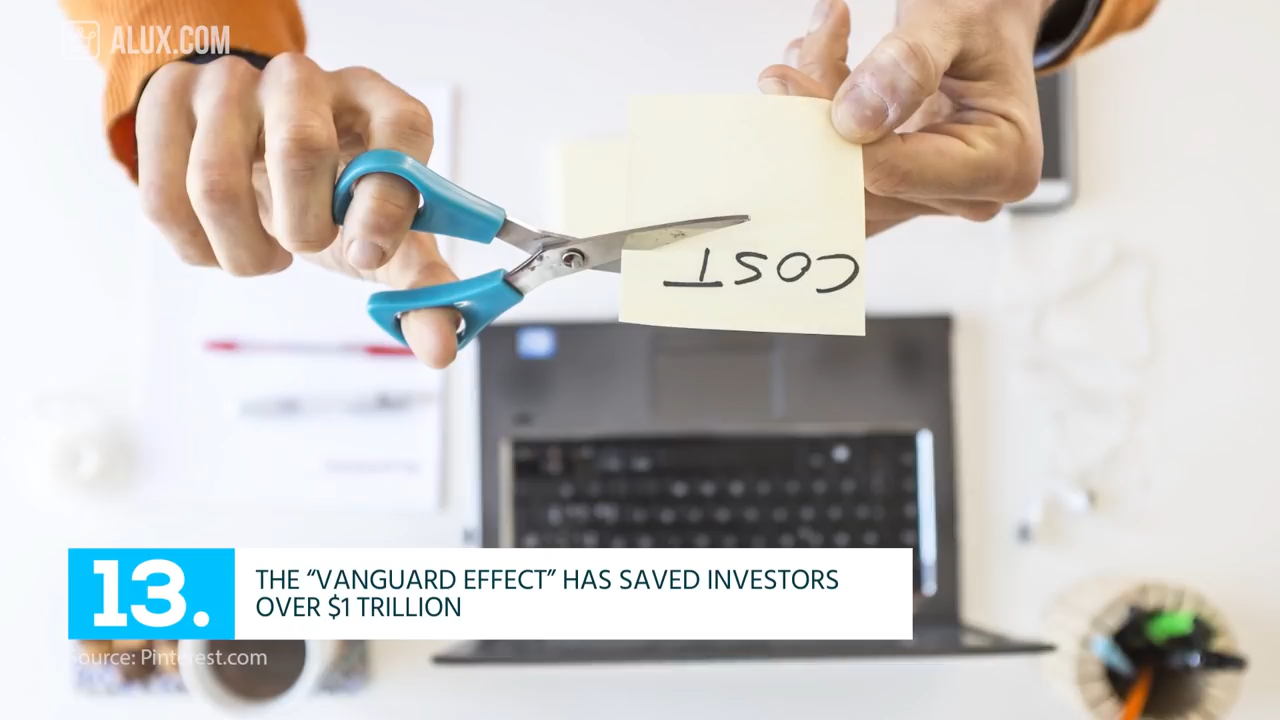 ALUX.COM
COST
13.
THE “VANGUARD EFFECT” HAS SAVED INVESTORS
OVER $1 TRILLION
Source: Pinterest.com